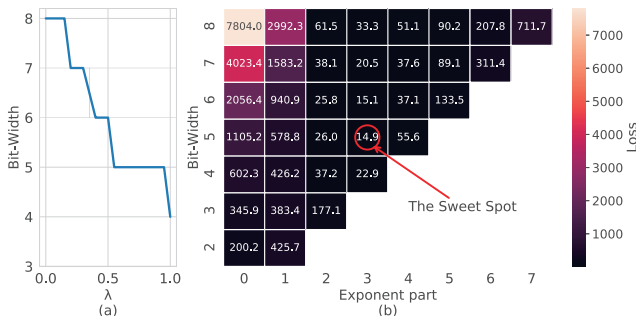 8
7
6
5
4
3
Bit-Width
0.0 0.5 1.0
λ
(a)
Bit-Width
8 7804.0 2992.3 61.5 33.3 51.1 90.2 207.8 711.7
7 4023.4 1583.2 38.1 20.5 37.6 89.1 311.4
6 2056.4 940.9 25.8 15.1 37.1 133.5
5 1105.2 578.8 26.0 14.9 55.6
4 602.3 426.2 37.2 22.9
3 345.9 383.4 177.1
2 200.2 425.7
The Sweet Spot
0 1 2 3 4 5 6 7
Exponent part
(b)
7000
6000
5000
4000
3000
2000
1000
Loss